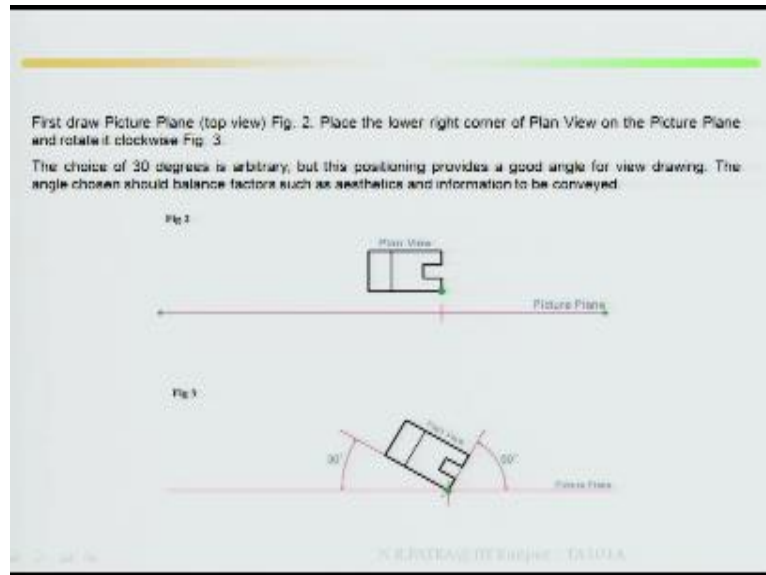 First draw Picture Plane (top view) Fig. 2. Place the lower right corner of Plan View on the Picture Plane
and rotate it clockwise Fig. 3.
The choice of 30 degrees is arbitrary, but this positioning provides a good angle for view drawing. The
angle chosen should balance factors such as aesthetics and information to be conveyed.
Fig 2
Plan View
Picture Plane
Fig 3
Plan View
30°
60°
Picture Plane
IIT Kanpur TA101A